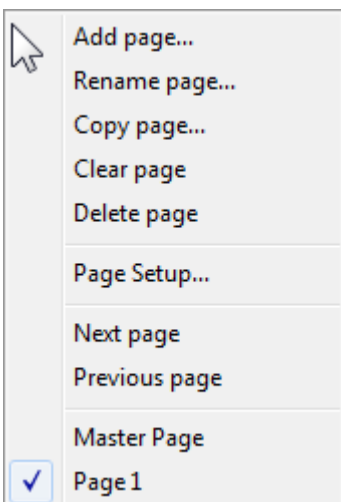 Add page...
Rename page...
Copy page...
Clear page
Delete page
Page Setup...
Next page
Previous page
Master Page
Page 1